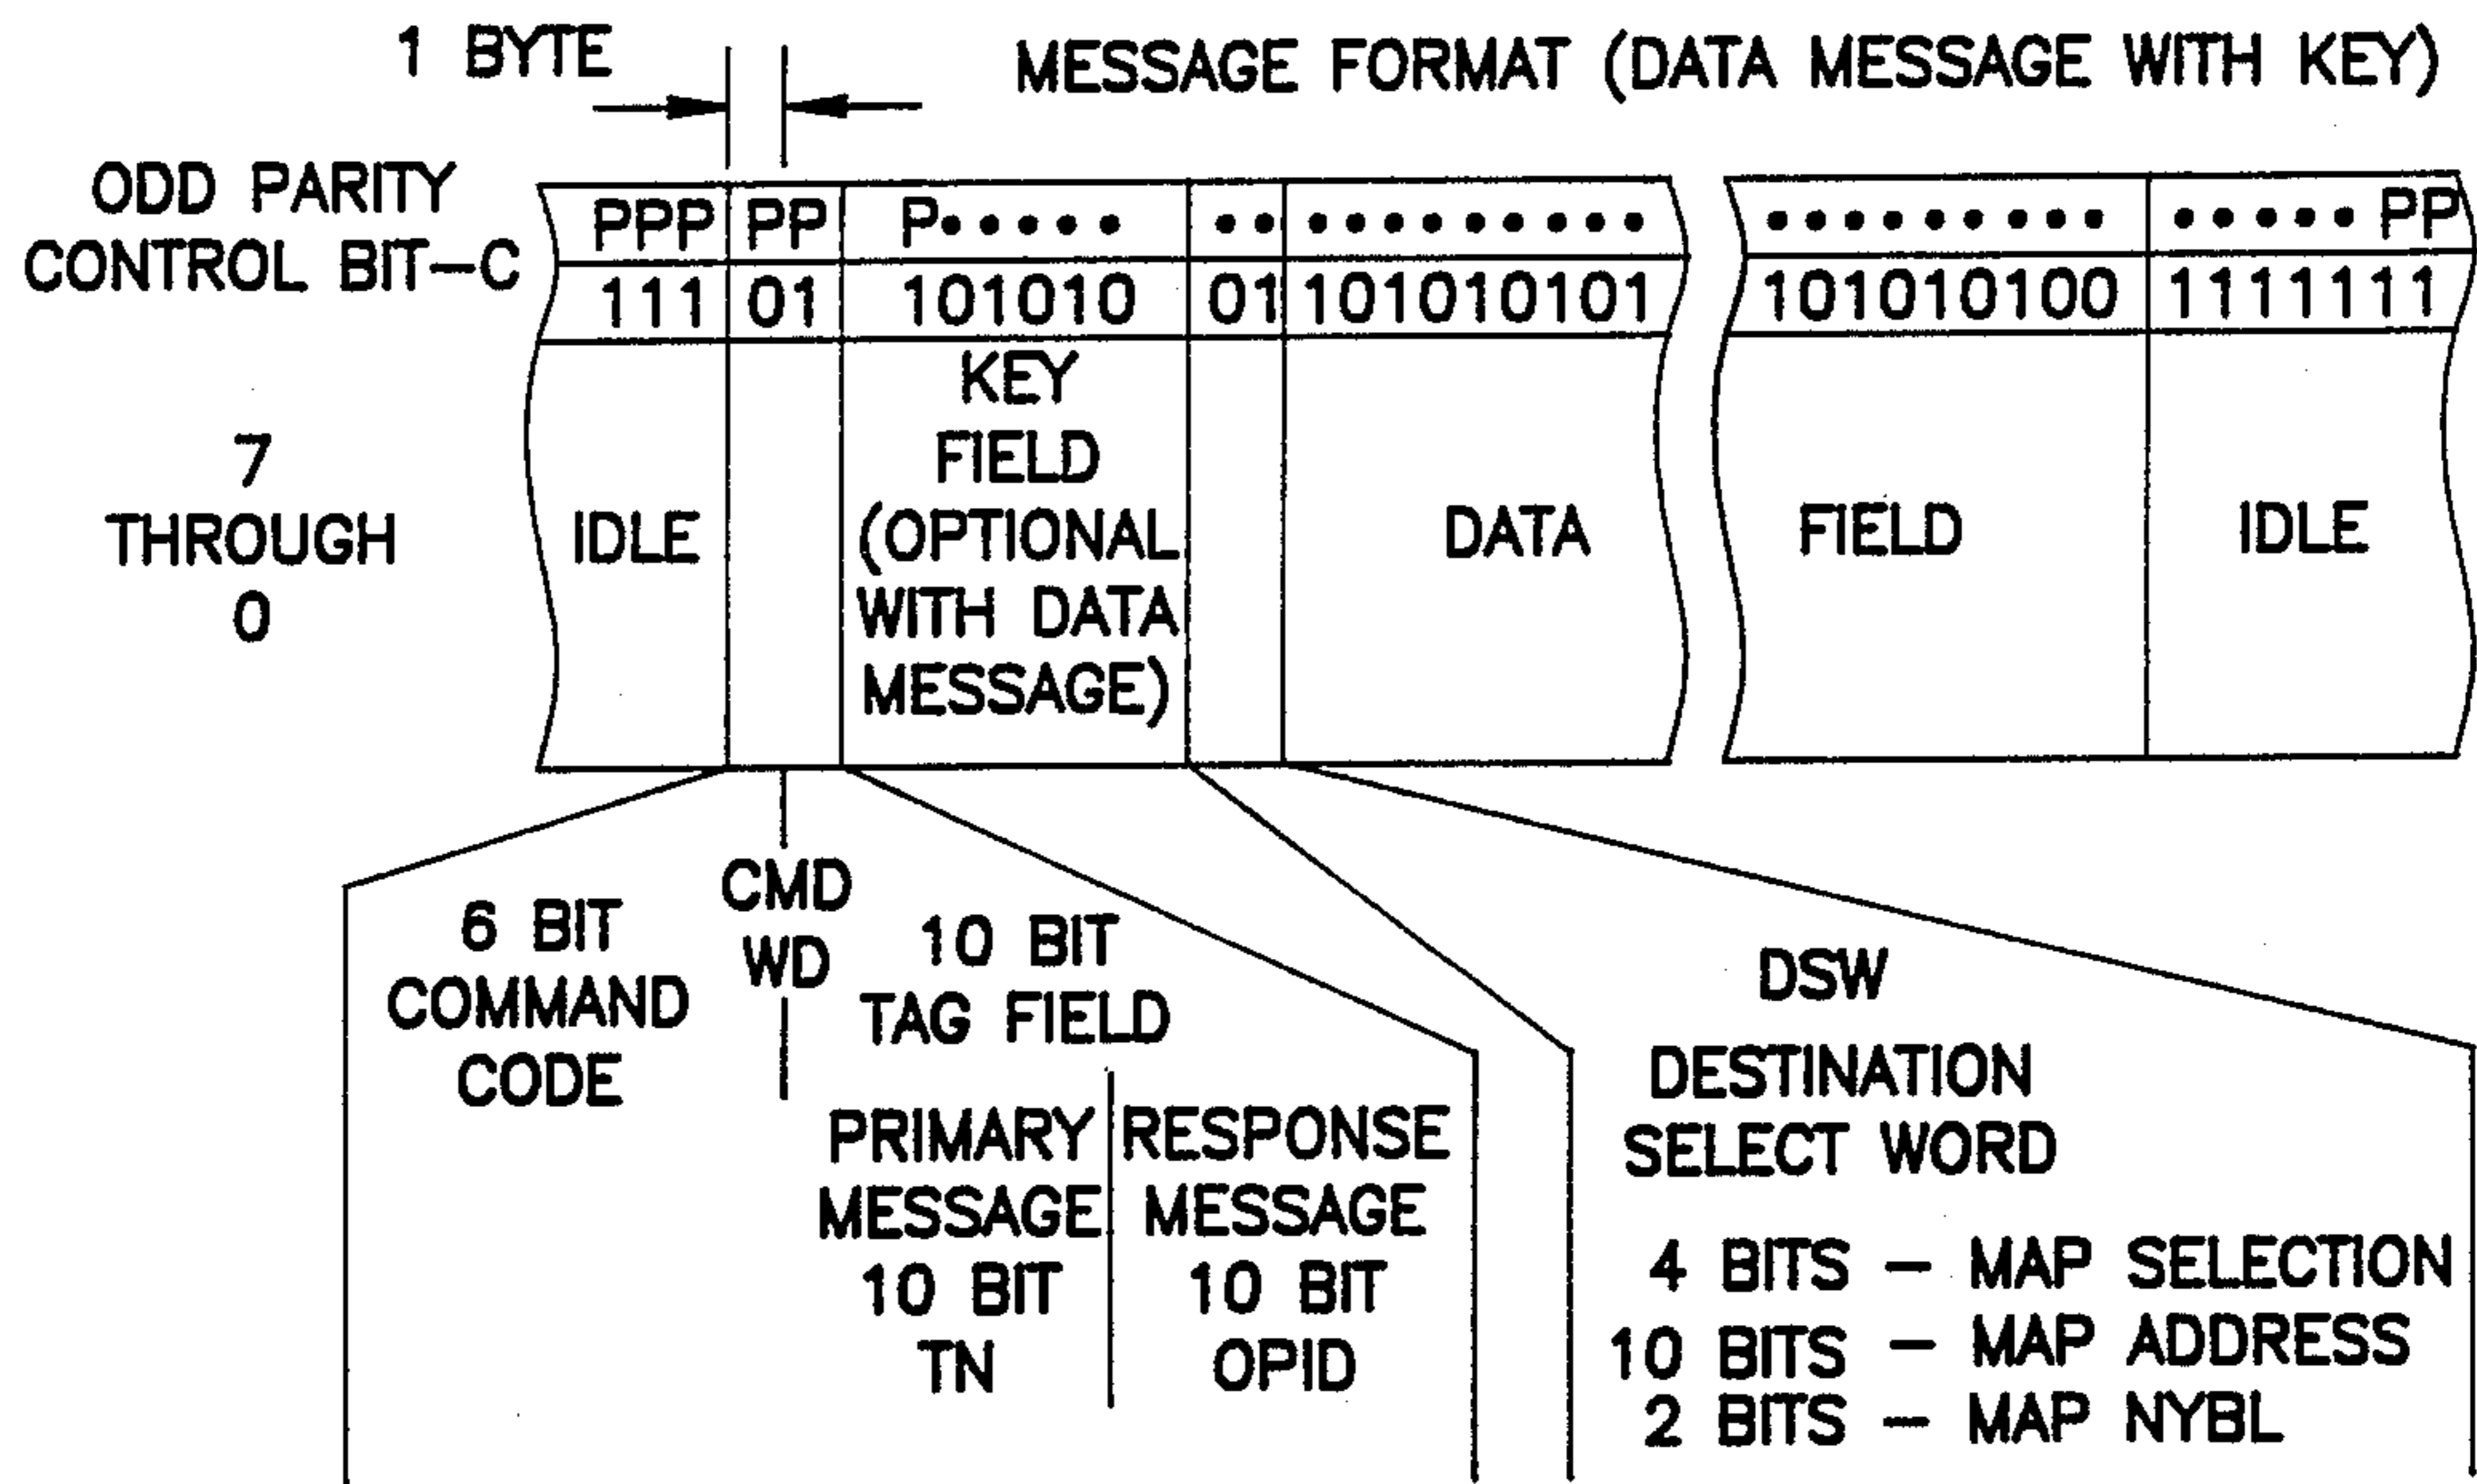 1 BYTE
MESSAGE FORMAT (DATA MESSAGE WITH KEY)
ODD PARITY
PPP PP P••••• •• ••••••••• ••••••••• •••••PP
CONTROL BIT-C
111 01 101010 01 101010101 101010100 1111111
7
THROUGH
0
IDLE
KEY
FIELD
(OPTIONAL
WITH DATA
MESSAGE)
DATA
FIELD
IDLE
6 BIT
COMMAND
CODE
CMD
WD
10 BIT
TAG FIELD
PRIMARY
MESSAGE
10 BIT
TN
RESPONSE
MESSAGE
10 BIT
OPID
DSW
DESTINATION
SELECT WORD
4 BITS - MAP SELECTION
10 BITS - MAP ADDRESS
2 BITS - MAP NYBL